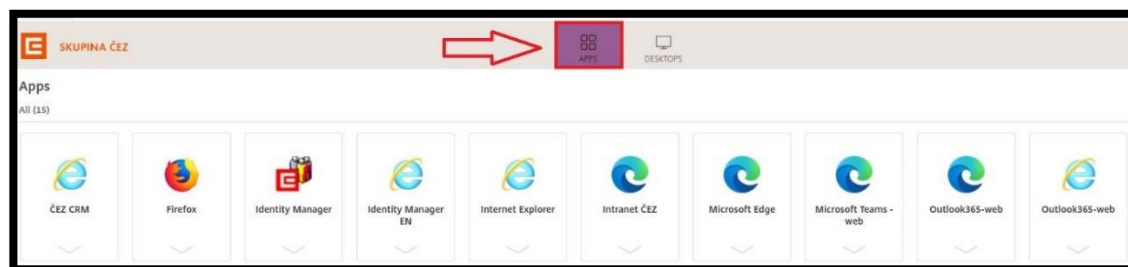 SKUPINA ČEZ
APPS
DESKTOPS
Apps
All (15)
ČEZ CRM
Firefox
Identity Manager
Identity Manager
EN
Internet Explorer
Intranet ČEZ
Microsoft Edge
Microsoft Teams -
web
Outlook365-web
Outlook365-web